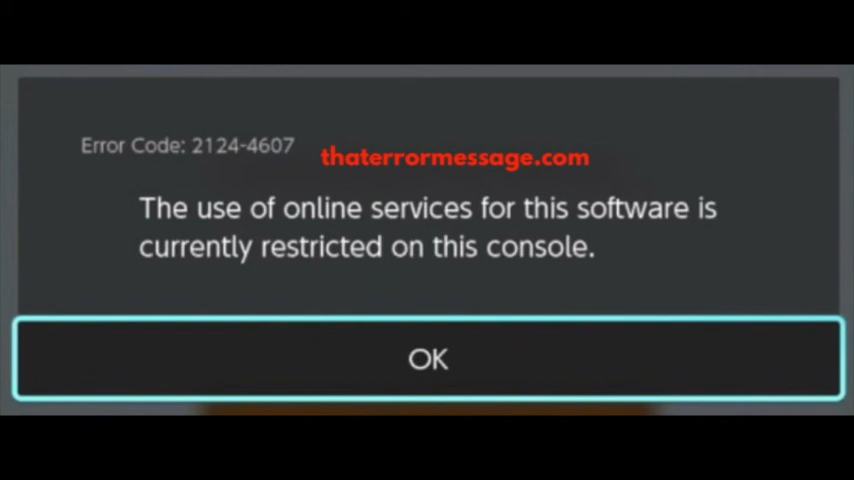 Error Code: 2124-4607
thaterrormessage.com
The use of online services for this software is
currently restricted on this console.
OK